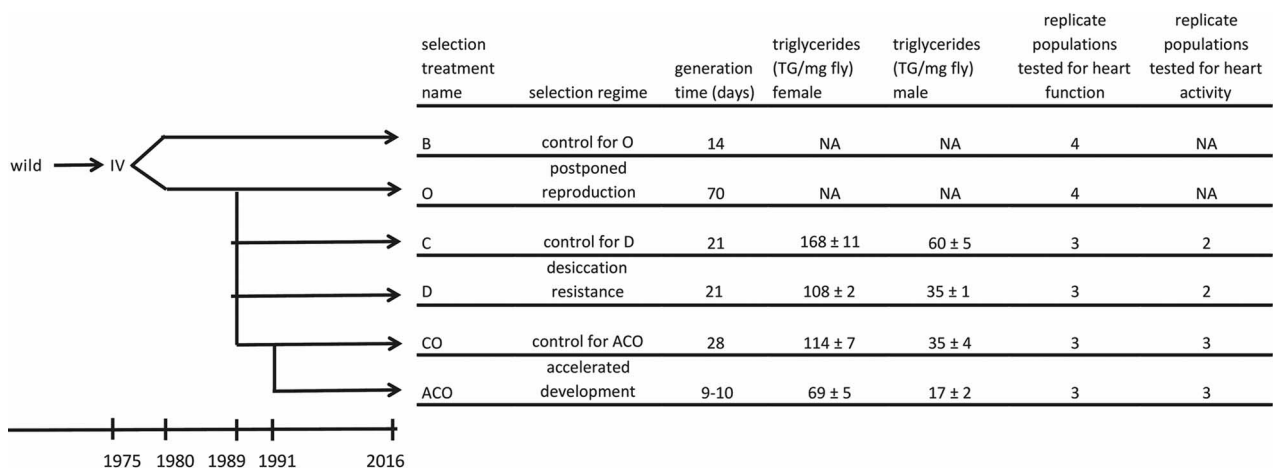 selection treatment name
selection regime
generation time (days)
triglycerides (TG/mg fly) female
triglycerides (TG/mg fly) male
replicate populations tested for heart function
replicate populations tested for heart activity
wild IV
B control for O 14 NA NA 4 NA
O postponed reproduction 70 NA NA 4 NA
C control for D 21 168 ± 11 60 ± 5 3 2
D desiccation resistance 21 108 ± 2 35 ± 1 3 2
CO control for ACO 28 114 ± 7 35 ± 4 3 3
ACO accelerated development 9-10 69 ± 5 17 ± 2 3 3
1975 1980 1989 1991 2016